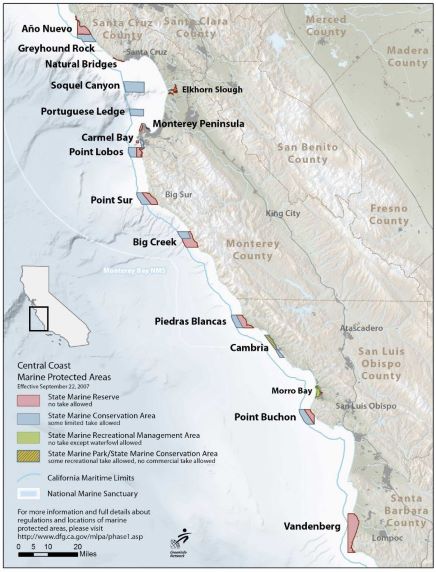 Año Nuevo
Santa Cruz
County
Santa Clara
County
Merced
County
Madera
County
Greyhound Rock
Santa Cruz
Natural Bridges
Soquel Canyon
Elkhorn Slough
Portuguese Ledge
Monterey Peninsula
Carmel Bay
Point Lobos
San Benito
County
Point Sur
Big Sur
Fresno
County
King City
Big Creek
Monterey
County
Monterey Bay NMS
Piedras Blancas
Atascadero
Cambria
San Luis
Obispo
County
Morro Bay
San Luis Obispo
Point Buchon
Central Coast
Marine Protected Areas
Effective September 22, 2007
State Marine Reserve
no take allowed
State Marine Conservation Area
some limited take allowed
State Marine Recreational Management Area
no take except waterfowl allowed
State Marine Park/State Marine Conservation Area
some recreational take allowed, no commercial take allowed
California Maritime Limits
National Marine Sanctuary
For more information and full details about
regulations and locations of marine
protected areas, please visit
http://www.dfg.ca.gov/mlpa/phase1.asp
0 5 10 20
Miles
GreenInfo
Network
Vandenberg
Santa
Barbara
County
Lompoc